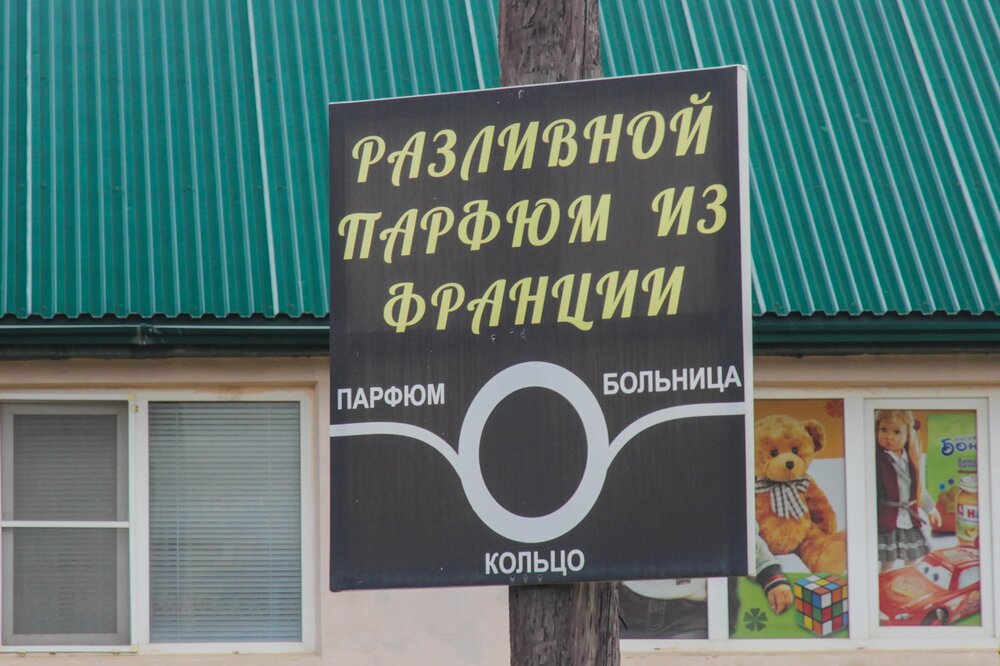 РАЗЛИВНОЙ
ПАРФЮМ ИЗ
ФРАНЦИИ
ПАРФЮМ
БОЛЬНИЦА
КОЛЬЦО